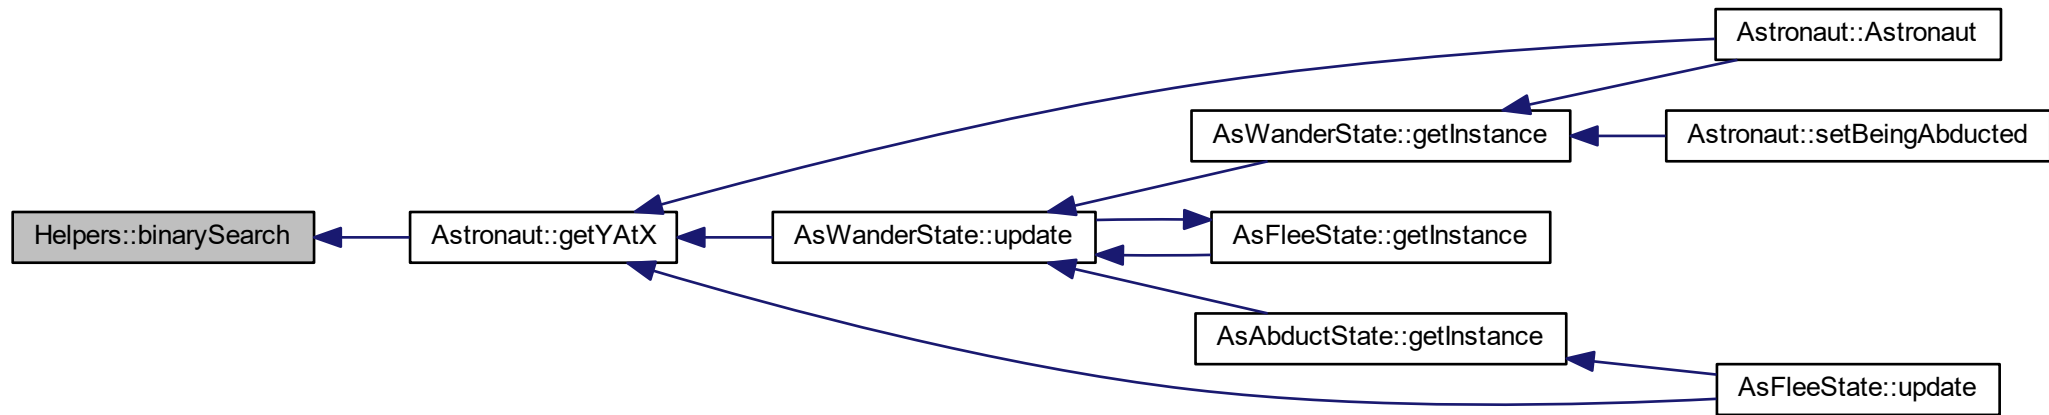 Astronaut::Astronaut
AsWanderState::getInstance
Astronaut::setBeingAbducted
Helpers::binarySearch
Astronaut::getYAtX
AsWanderState::update
AsFleeState::getInstance
AsAbductState::getInstance
AsFleeState::update